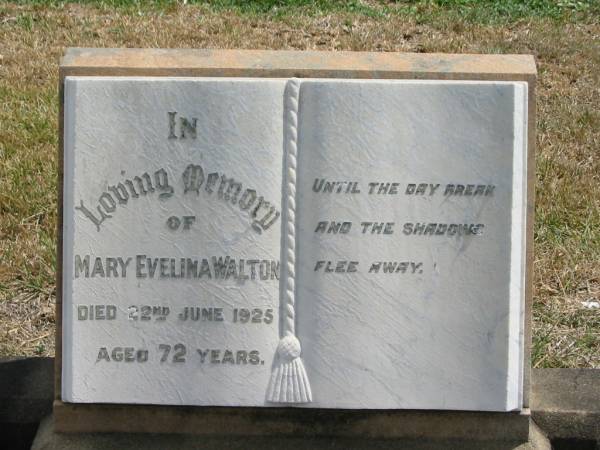 IN
Loving Memory
OF
MARY EVELINA WALTON
DIED 22ND JUNE 1925
AGED 72 YEARS.
UNTIL THE DAY BREAK
AND THE SHADOWS
FLEE AWAY.